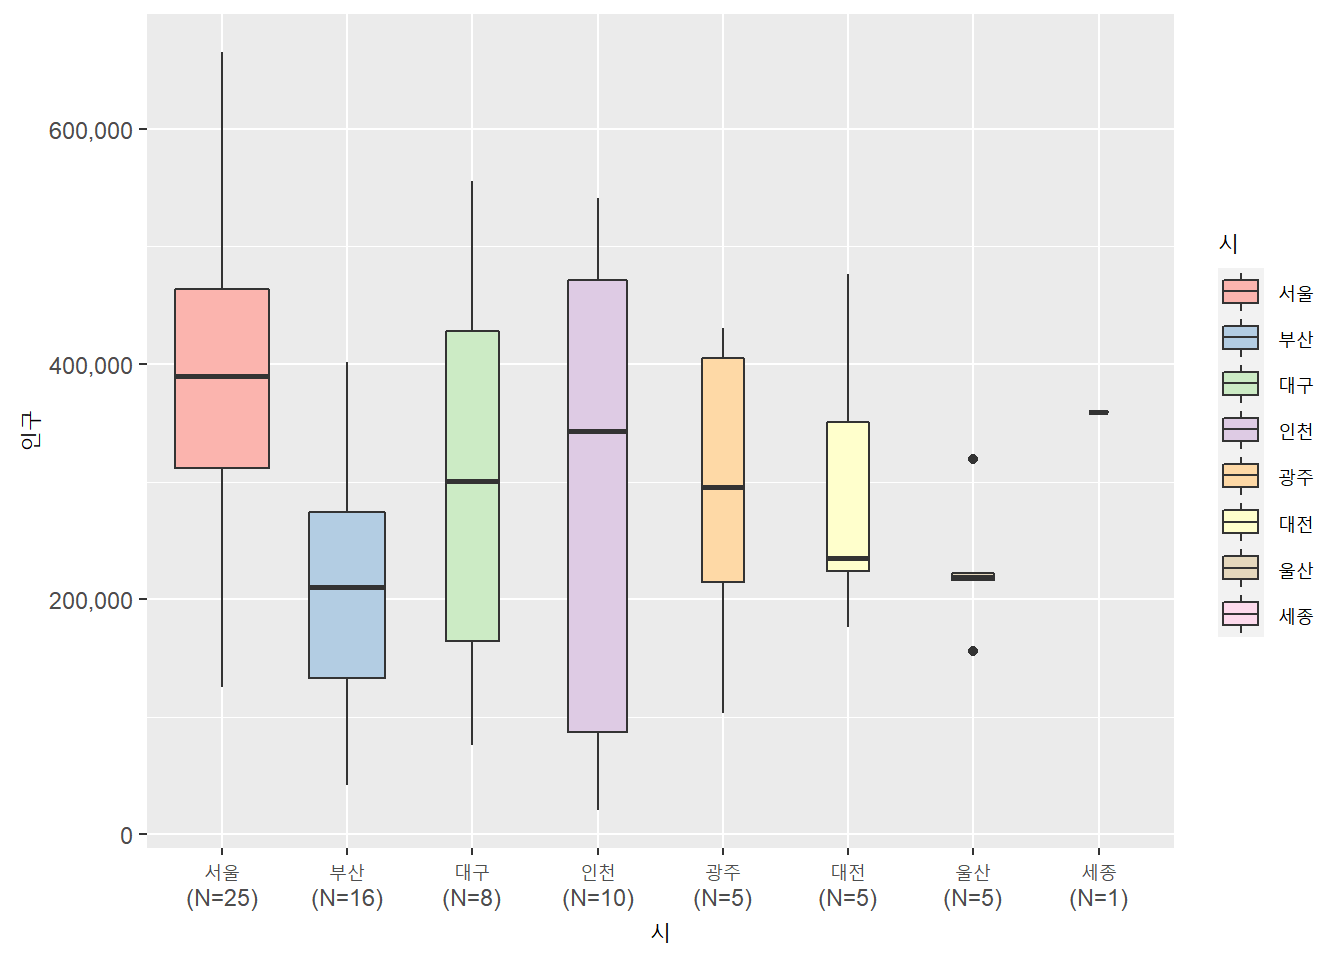 600,000
400,000
200,000
0
인구
서울
(N=25)
부산
(N=16)
대구
(N=8)
인천
(N=10)
광주
(N=5)
대전
(N=5)
울산
(N=5)
세종
(N=1)
시
시
서울
부산
대구
인천
광주
대전
울산
세종